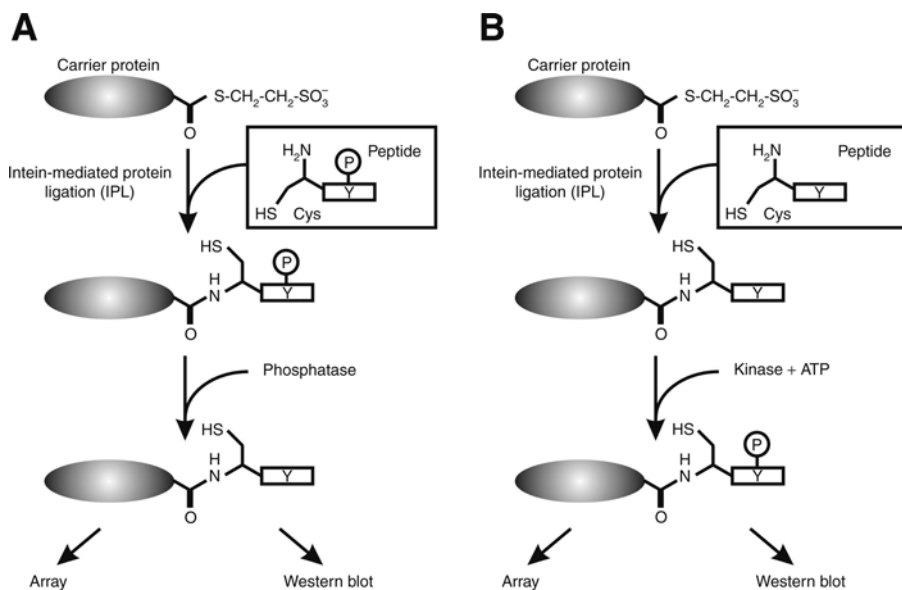 A
Carrier protein
S-CH₂-CH₂-SO₃⁻
O
Intein-mediated protein
ligation (IPL)
H₂N
P
Peptide
Y
HS
Cys
HS
P
H
N
Y
O
Phosphatase
HS
H
N
Y
O
Array
Western blot
B
Carrier protein
S-CH₂-CH₂-SO₃⁻
O
Intein-mediated protein
ligation (IPL)
H₂N
Peptide
Y
HS
Cys
HS
H
N
Y
O
Kinase + ATP
HS
P
H
N
Y
O
Array
Western blot